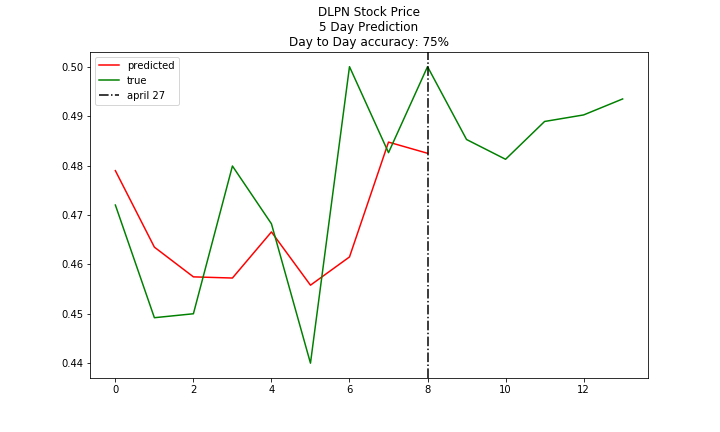 DLPN Stock Price
5 Day Prediction
Day to Day accuracy: 75%
predicted
true
april 27
0.50
0.49
0.48
0.47
0.46
0.45
0.44
0 2 4 6 8 10 12